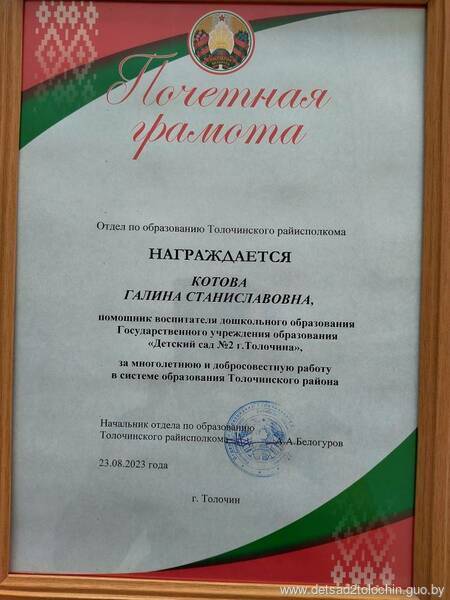 Почетная
грамота
Отдел по образованию Толочинского райисполкома
НАГРАЖДАЕТСЯ
КОТОВА
ГАЛИНА СТАНИСЛАВОВНА,
помощник воспитателя дошкольного образования
Государственного учреждения образования
«Детский сад №2 г.Толочина»,
за многолетнюю и добросовестную работу
в системе образования Толочинского района
Начальник отдела по образованию
Толочинского райисполкома А.А.Белогуров
23.08.2023 года
г. Толочин
www.detsad2tolochin.guo.by